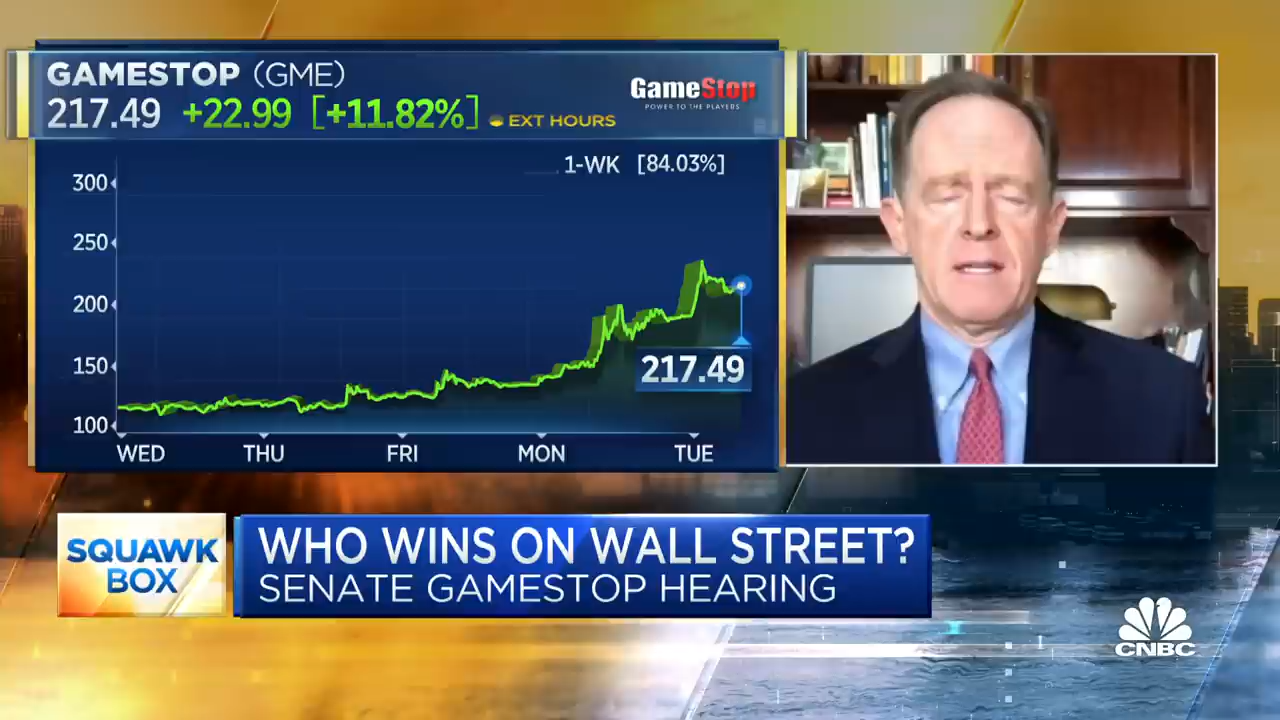 GAMESTOP (GME)
217.49 +22.99 [+11.82%] EXT HOURS
GameStop
POWER TO THE PLAYERS
1-WK [84.03%]
300
250
200
150
100
217.49
WED THU FRI MON TUE
SQUAWK
BOX
WHO WINS ON WALL STREET?
SENATE GAMESTOP HEARING
CNBC